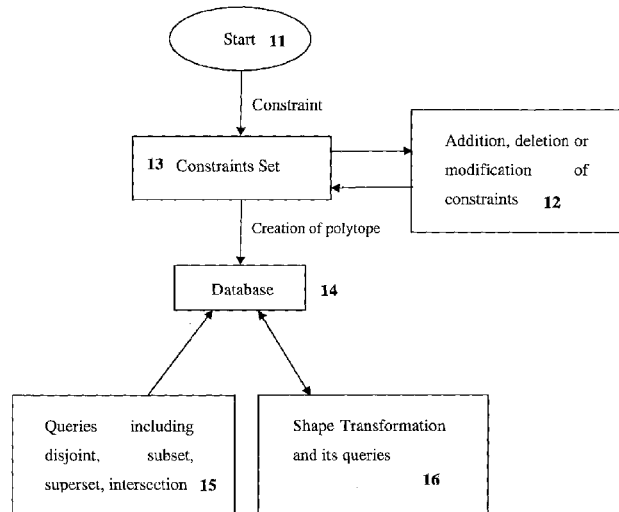 Start 11
Constraint
13 Constraints Set
Addition, deletion or
modification of
constraints 12
Creation of polytope
Database 14
Queries including
disjoint, subset,
superset, intersection 15
Shape Transformation
and its queries
16